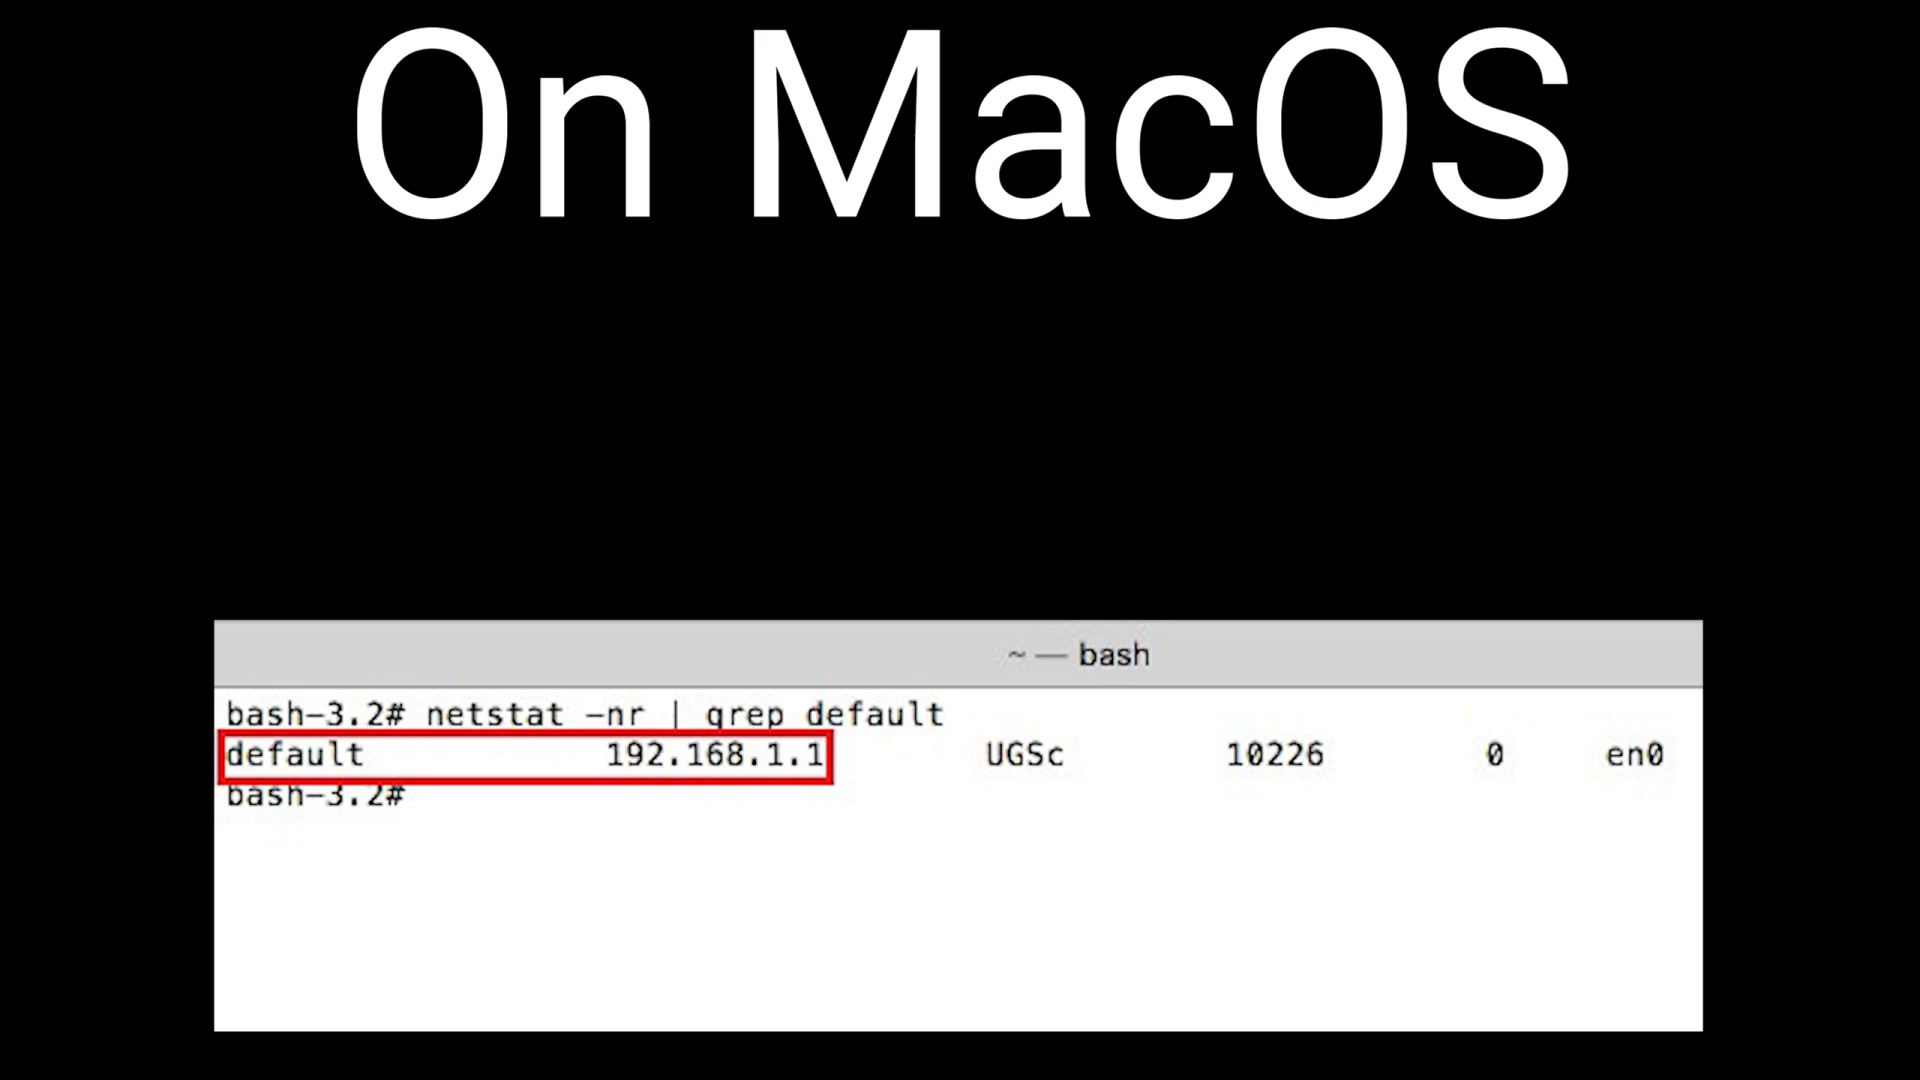 On MacOS
~ — bash
bash-3.2# netstat -nr | grep default
default 192.168.1.1 UGSc 10226 0 en0
bash-3.2#